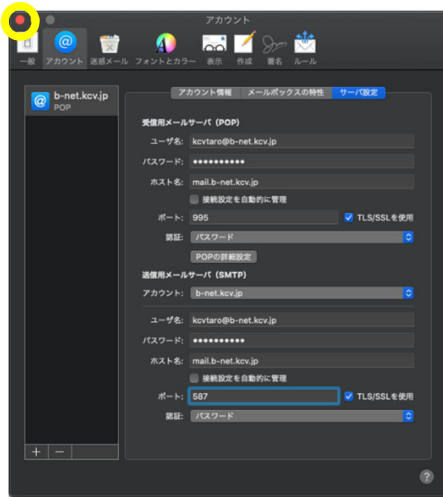 アカウント
一般 アカウント 迷惑メール フォントとカラー 表示 作成 署名 ルール
b-net.kcv.jp
POP
アカウント情報 メールボックスの特性 サーバ設定
受信用メールサーバ（POP）
ユーザ名: kcvtaro@b-net.kcv.jp
パスワード: ••••••••••
ホスト名: mail.b-net.kcv.jp
接続設定を自動的に管理
ポート: 995 TLS/SSLを使用
認証: パスワード
POPの詳細設定
送信用メールサーバ（SMTP）
アカウント: b-net.kcv.jp
ユーザ名: kcvtaro@b-net.kcv.jp
パスワード: ••••••••••
ホスト名: mail.b-net.kcv.jp
接続設定を自動的に管理
ポート: 587 TLS/SSLを使用
認証: パスワード
+ −
?